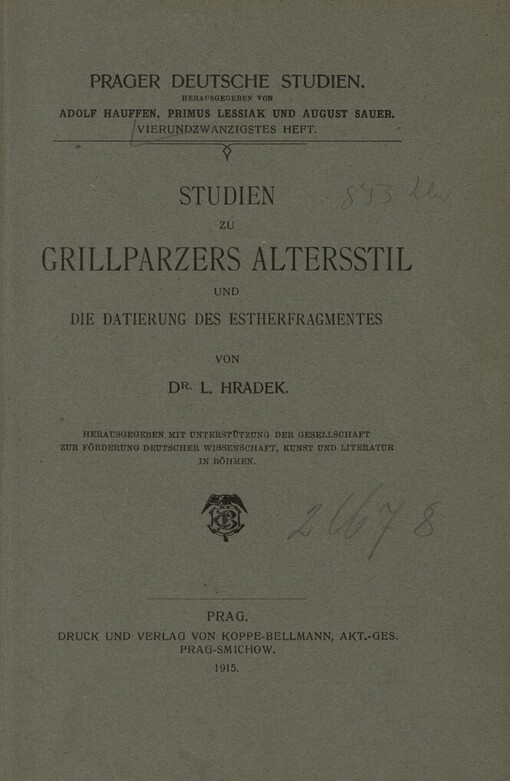 PRAGER DEUTSCHE STUDIEN.
HERAUSGEGEBEN VON
ADOLF HAUFFEN, PRIMUS LESSIAK UND AUGUST SAUER.
VIERUNDZWANZIGSTES HEFT.
STUDIEN
ZU
GRILLPARZERS ALTERSSTIL
UND
DIE DATIERUNG DES ESTHERFRAGMENTES
VON
DR. L. HRADEK.
HERAUSGEGEBEN MIT UNTERSTÜTZUNG DER GESELLSCHAFT
ZUR FÖRDERUNG DEUTSCHER WISSENSCHAFT, KUNST UND LITERATUR
IN BÖHMEN.
PRAG.
DRUCK UND VERLAG VON KOPPE-BELLMANN, AKT.-GES.
PRAG-SMICHOW.
1915.